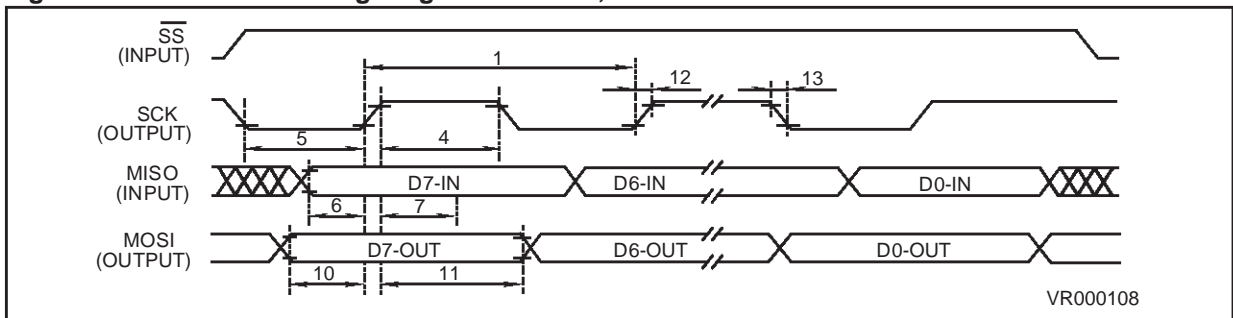 SS
(INPUT)
1
12
13
SCK
(OUTPUT)
5
4
MISO
(INPUT)
D7-IN
D6-IN
D0-IN
6
7
MOSI
(OUTPUT)
D7-OUT
D6-OUT
D0-OUT
10
11
VR000108